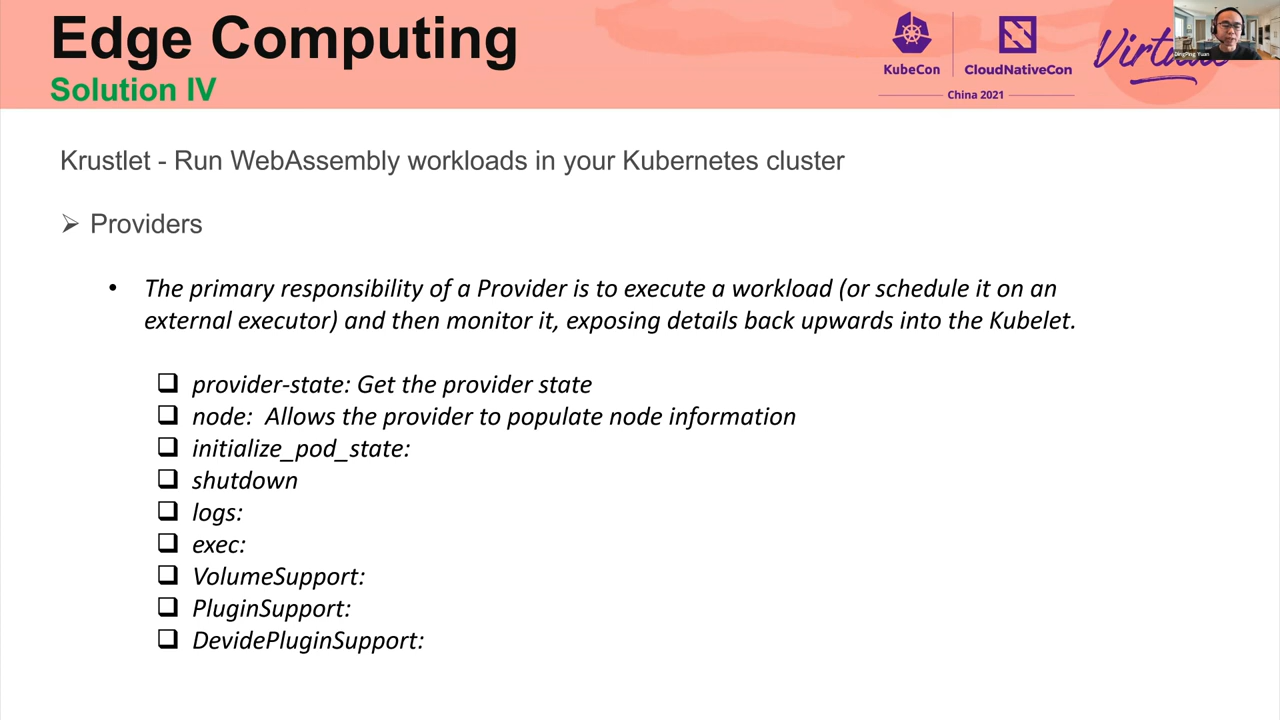 Edge Computing
Solution IV
KubeCon
CloudNativeCon
China 2021
Virtual
Krustlet - Run WebAssembly workloads in your Kubernetes cluster
Providers
The primary responsibility of a Provider is to execute a workload (or schedule it on an
external executor) and then monitor it, exposing details back upwards into the Kubelet.
provider-state: Get the provider state
node: Allows the provider to populate node information
initialize_pod_state:
shutdown
logs:
exec:
VolumeSupport:
PluginSupport:
DevidePluginSupport: